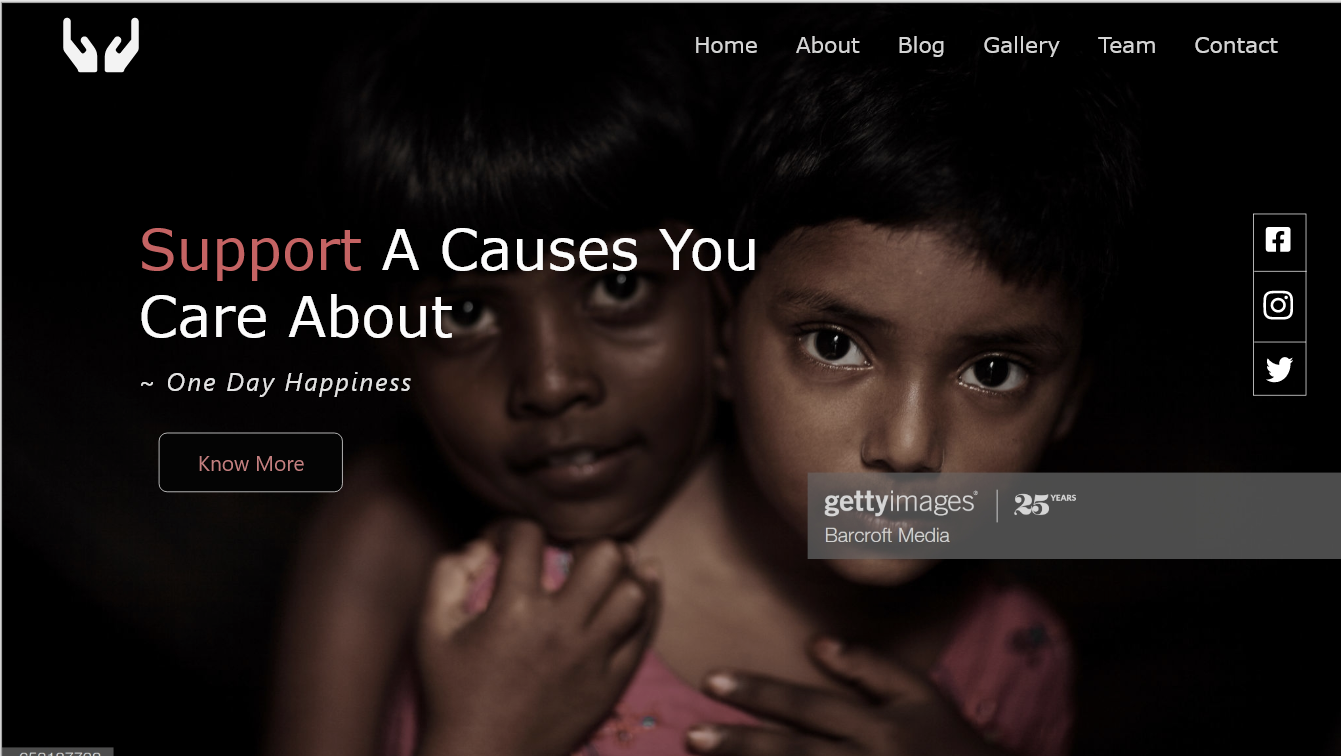 Home About Blog Gallery Team Contact
Support A Causes You
Care About
~ One Day Happiness
Know More
gettyimages® | 25 YEARS
Barcroft Media